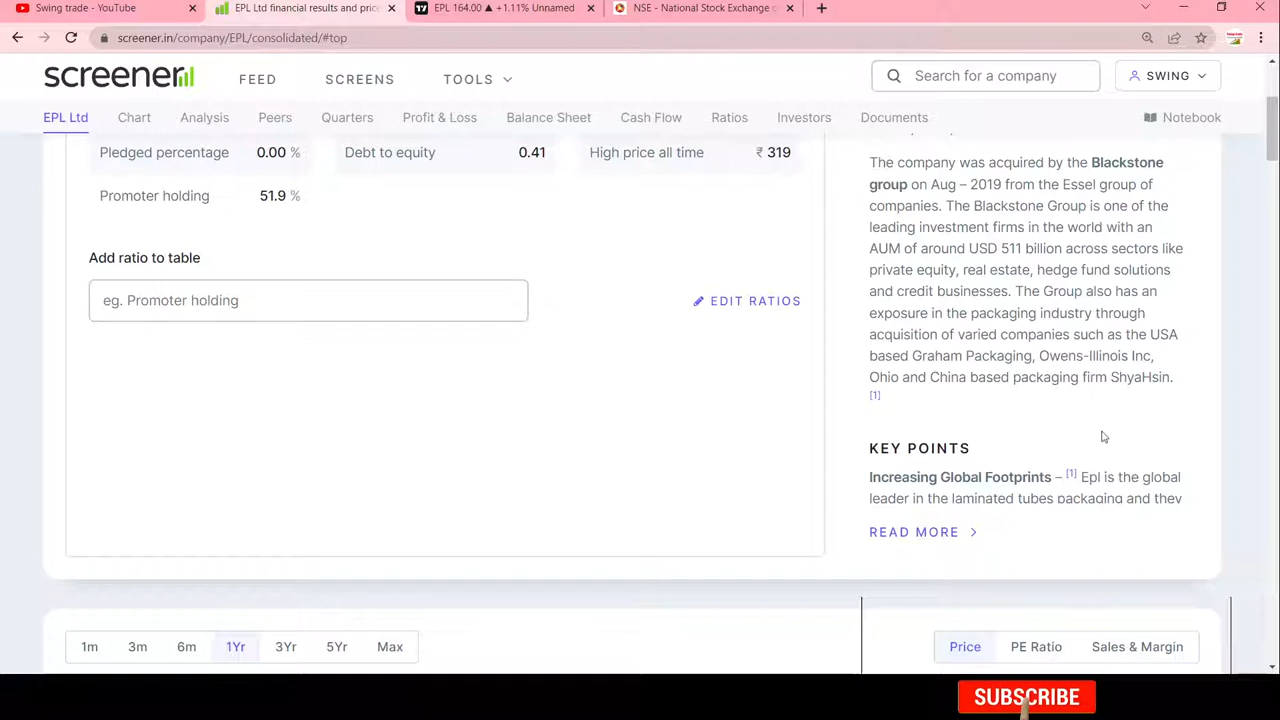 Swing trade - YouTube
EPL Ltd financial results and price
EPL 164.00 ▲ +1.11% Unnamed
NSE - National Stock Exchange o
screener.in/company/EPL/consolidated/#top
screener
FEED
SCREENS
TOOLS
Search for a company
SWING
EPL Ltd
Chart
Analysis
Peers
Quarters
Profit & Loss
Balance Sheet
Cash Flow
Ratios
Investors
Documents
Notebook
Pledged percentage 0.00 %
Debt to equity 0.41
High price all time ₹ 319
Promoter holding 51.9 %
Add ratio to table
eg. Promoter holding
EDIT RATIOS
The company was acquired by the Blackstone
group on Aug – 2019 from the Essel group of
companies. The Blackstone Group is one of the
leading investment firms in the world with an
AUM of around USD 511 billion across sectors like
private equity, real estate, hedge fund solutions
and credit businesses. The Group also has an
exposure in the packaging industry through
acquisition of varied companies such as the USA
based Graham Packaging, Owens-Illinois Inc,
Ohio and China based packaging firm ShyaHsin.
[1]
KEY POINTS
Increasing Global Footprints – [1] Epl is the global
leader in the laminated tubes packaging and they
READ MORE
1m
3m
6m
1Yr
3Yr
5Yr
Max
Price
PE Ratio
Sales & Margin
SUBSCRIBE